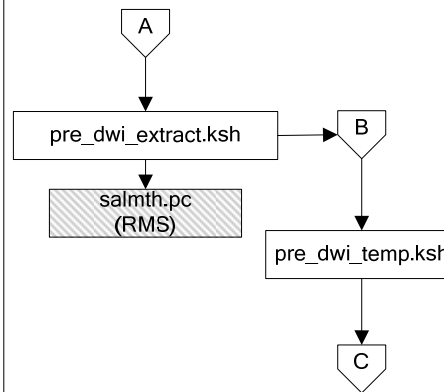 A
pre_dwi_extract.ksh
B
salmth.pc
(RMS)
pre_dwi_temp.ksh
C